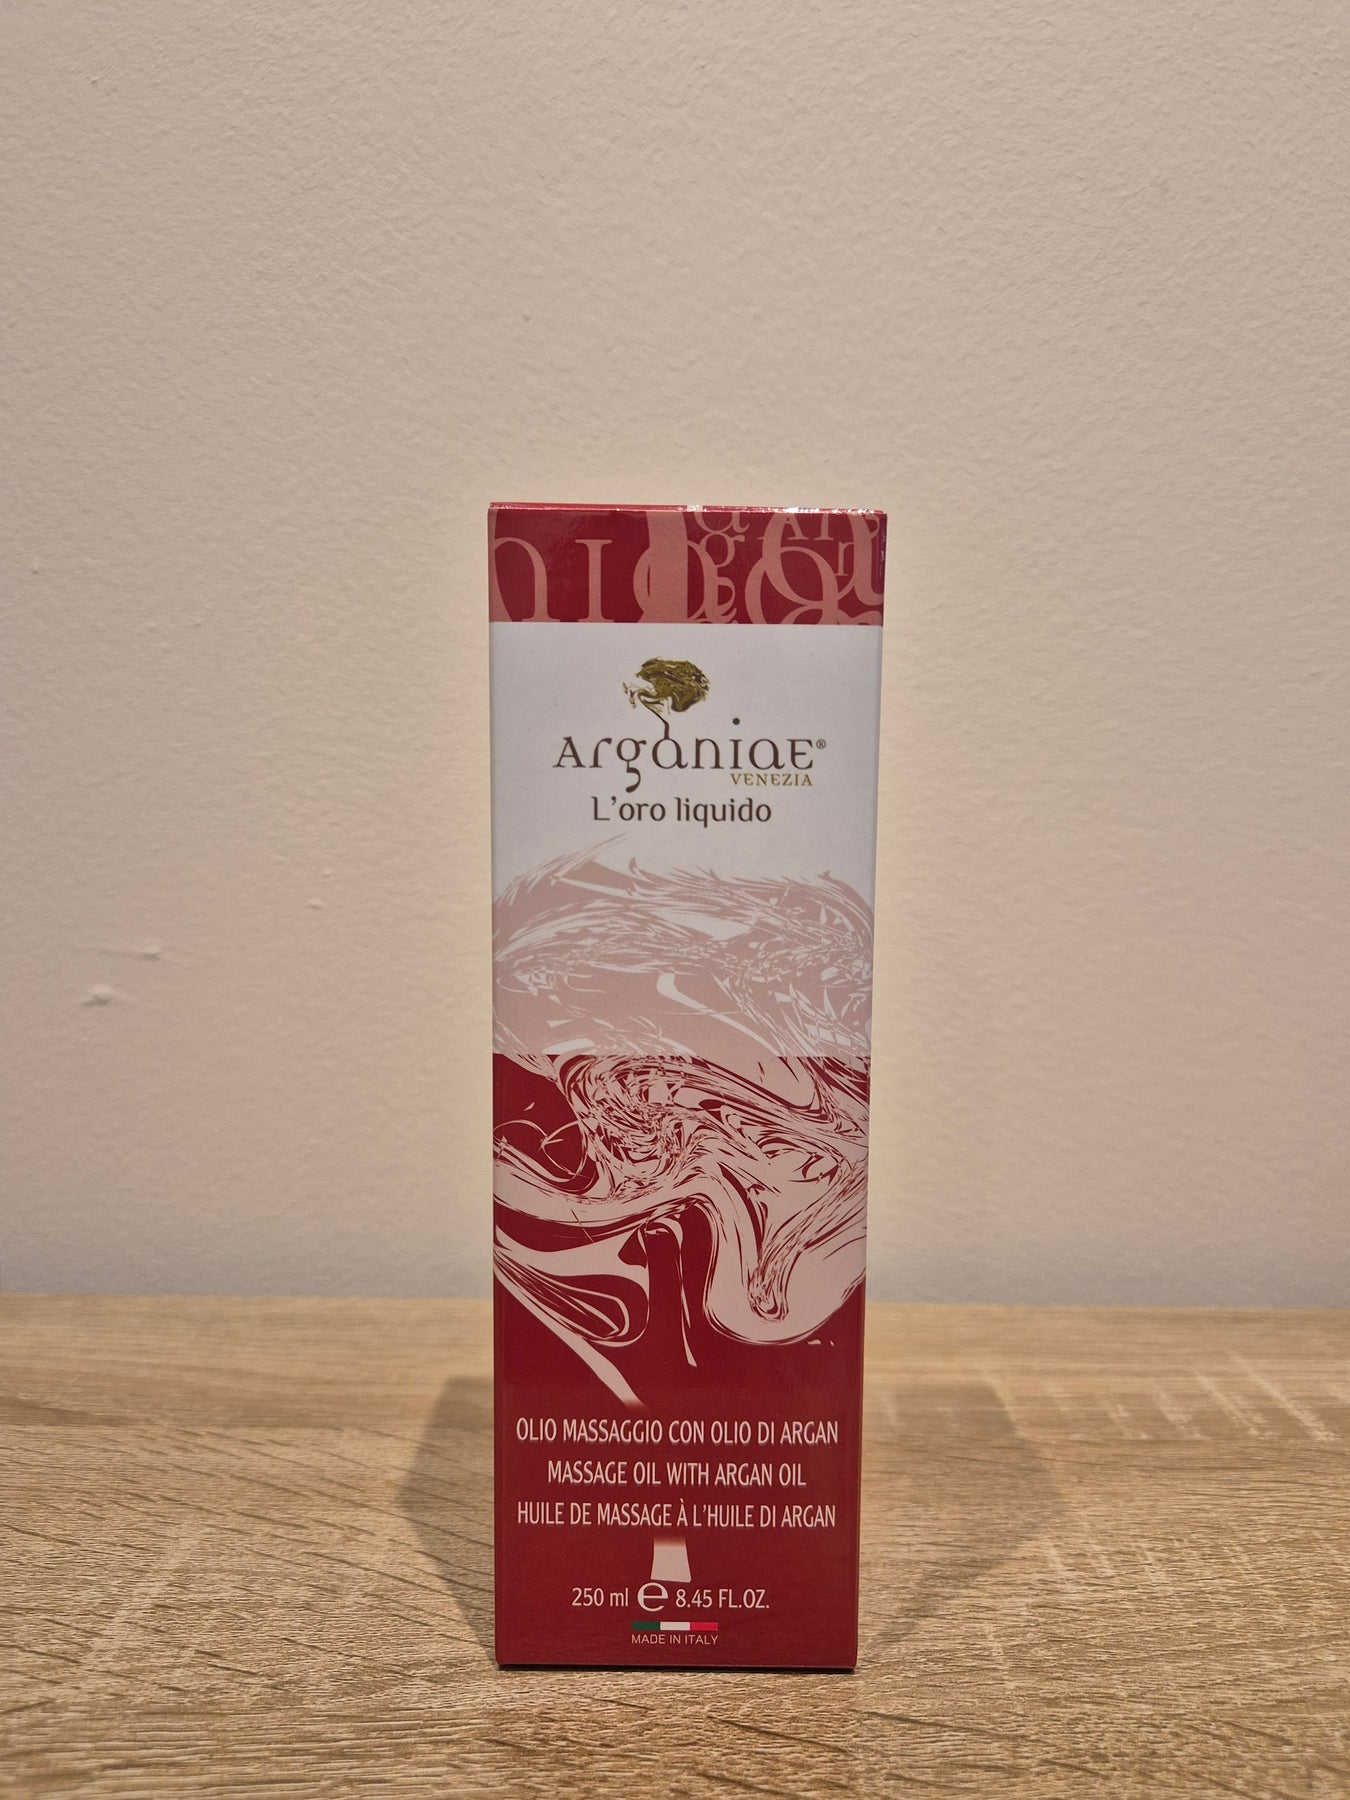 ArganiaE®
VENEZIA
L'oro liquido
OLIO MASSAGGIO CON OLIO DI ARGAN
MASSAGE OIL WITH ARGAN OIL
HUILE DE MASSAGE À L'HUILE DI ARGAN
250 ml ℮ 8.45 FL.OZ.
MADE IN ITALY